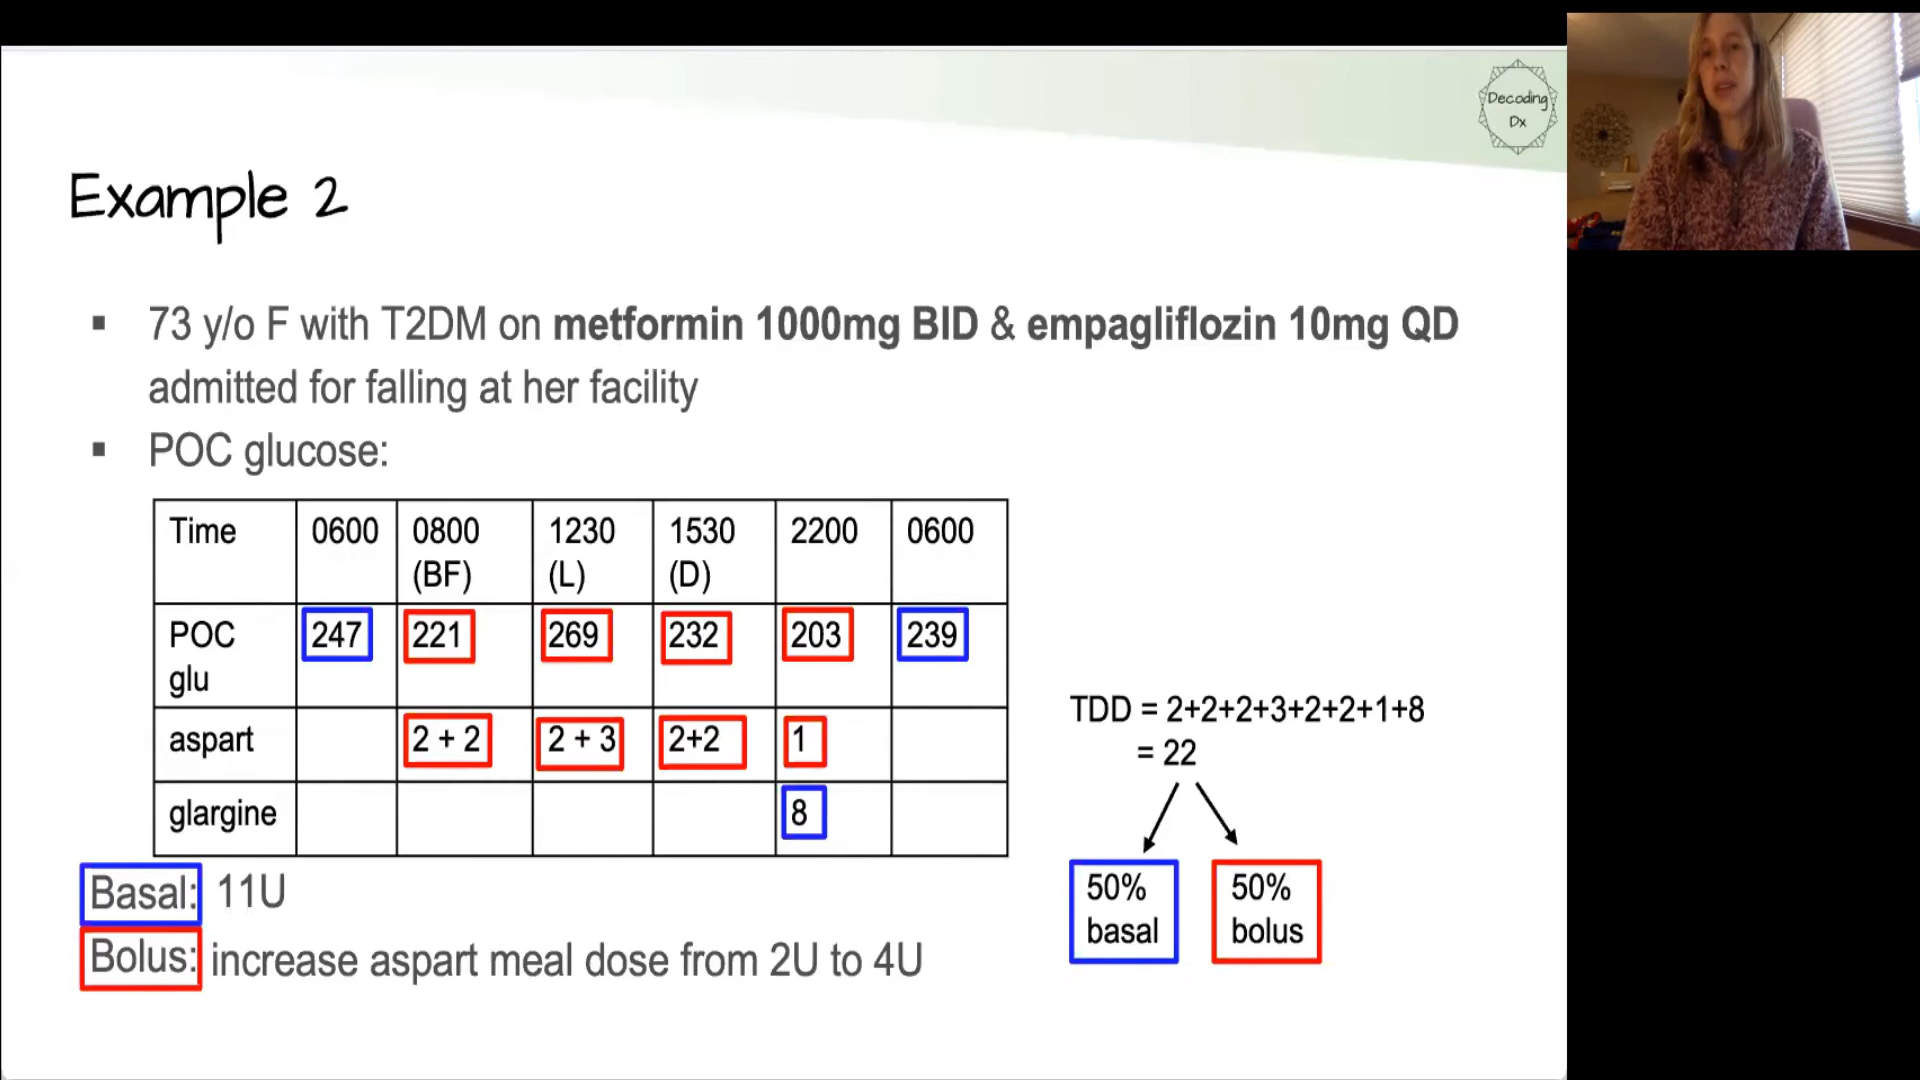 Decoding
Dx
Example 2
▪ 73 y/o F with T2DM on metformin 1000mg BID & empagliflozin 10mg QD
admitted for falling at her facility
▪ POC glucose:
Time 0600 0800 1230 1530 2200 0600
(BF) (L) (D)
POC 247 221 269 232 203 239
glu
aspart 2 + 2 2 + 3 2+2 1
glargine 8
TDD = 2+2+2+3+2+2+1+8
= 22
50% 50%
basal bolus
Basal: 11U
Bolus: increase aspart meal dose from 2U to 4U